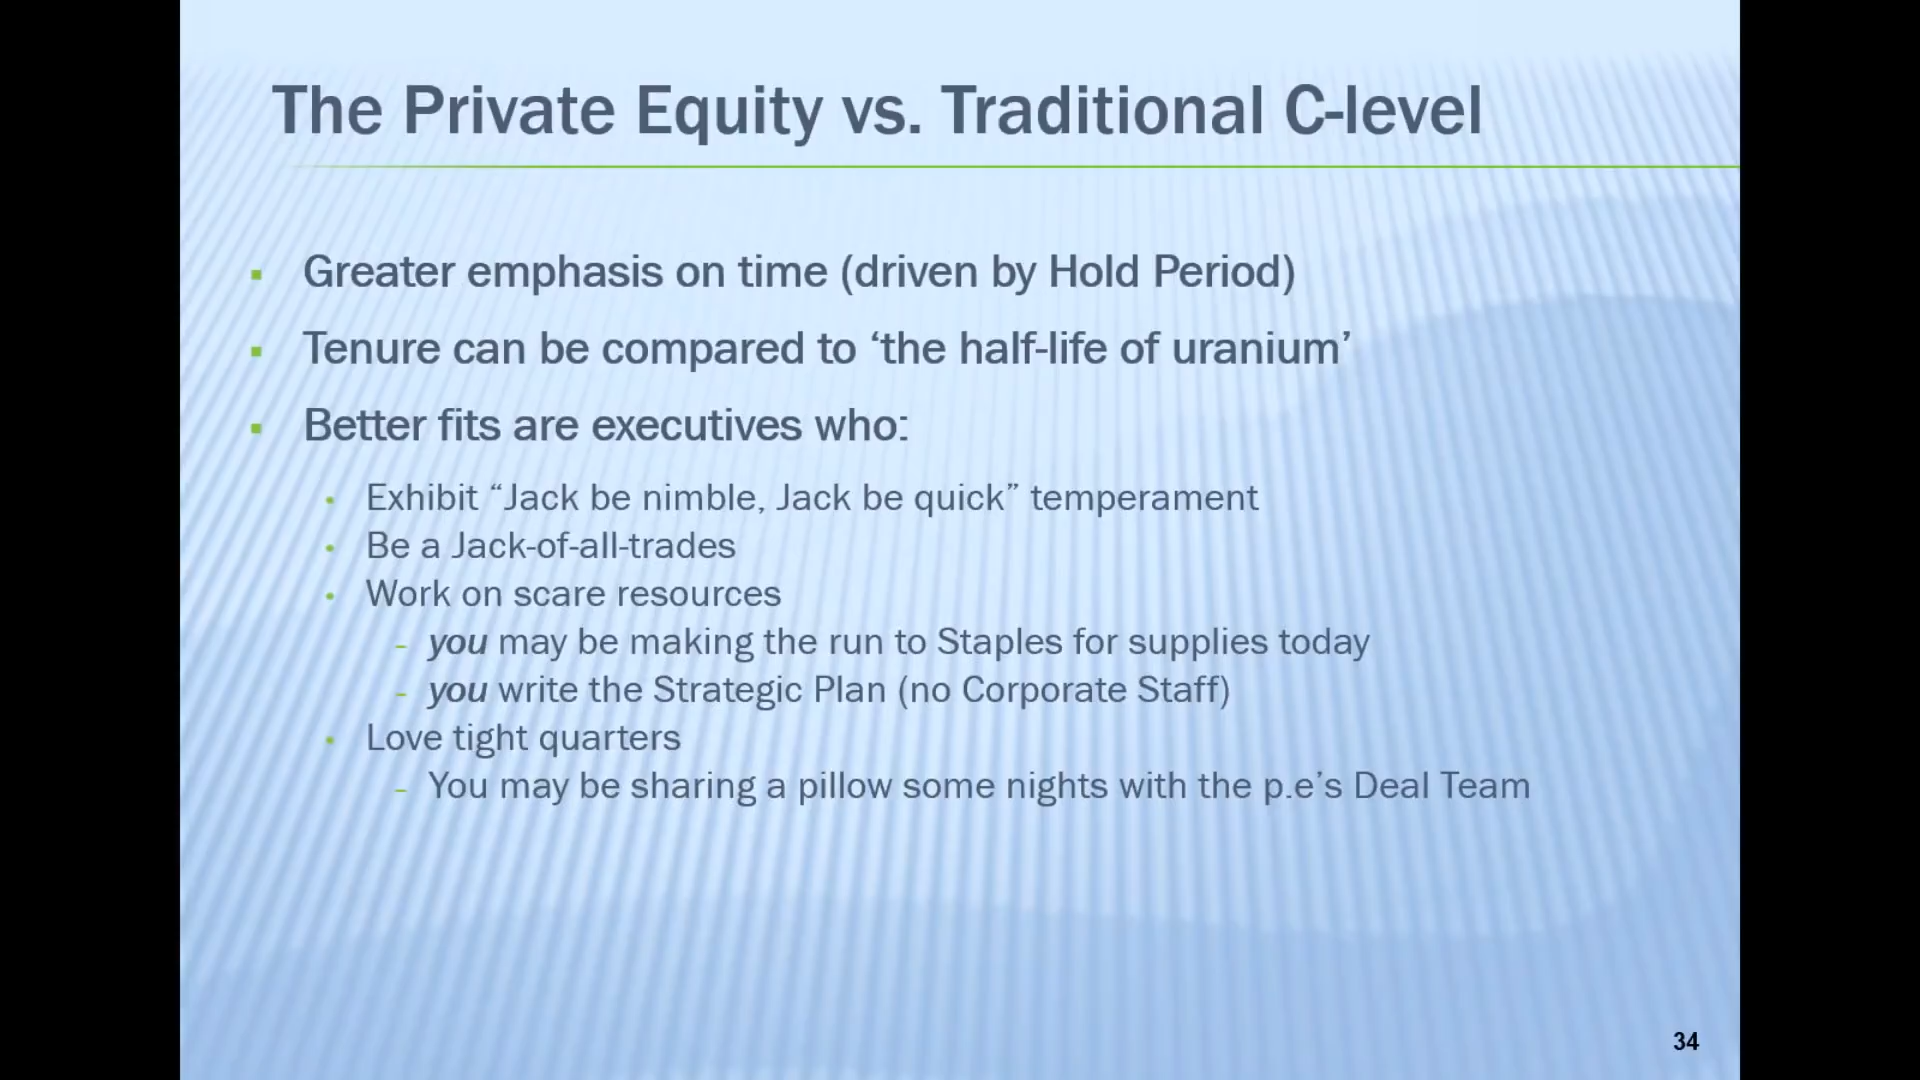 The Private Equity vs. Traditional C-level
▪ Greater emphasis on time (driven by Hold Period)
▪ Tenure can be compared to ‘the half-life of uranium’
▪ Better fits are executives who:
• Exhibit “Jack be nimble, Jack be quick” temperament
• Be a Jack-of-all-trades
• Work on scare resources
– you may be making the run to Staples for supplies today
– you write the Strategic Plan (no Corporate Staff)
• Love tight quarters
– You may be sharing a pillow some nights with the p.e’s Deal Team
34